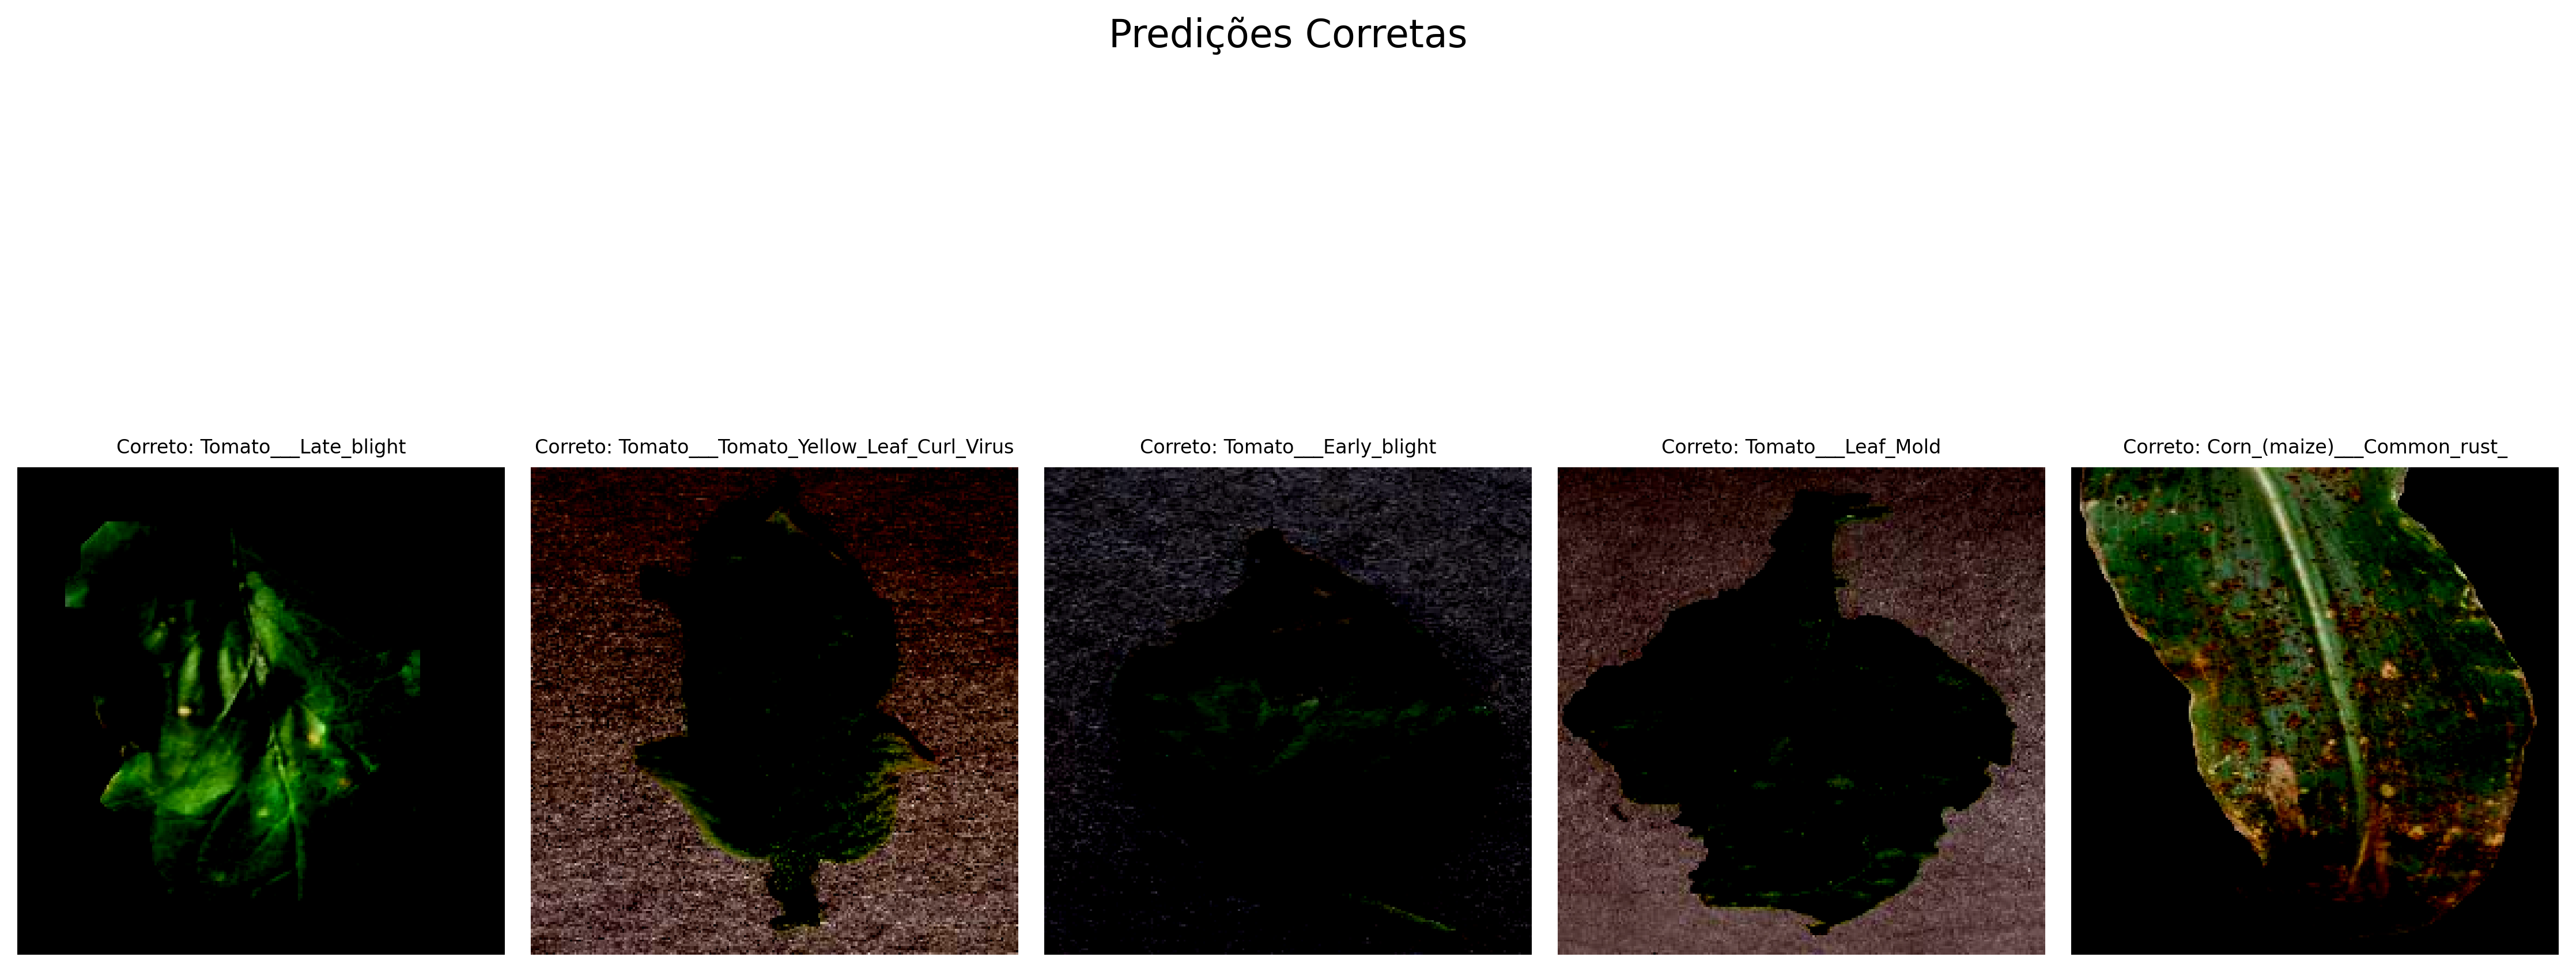 Predições Corretas
Correto: Tomato___Late_blight
Correto: Tomato___Tomato_Yellow_Leaf_Curl_Virus
Correto: Tomato___Early_blight
Correto: Tomato___Leaf_Mold
Correto: Corn_(maize)___Common_rust_